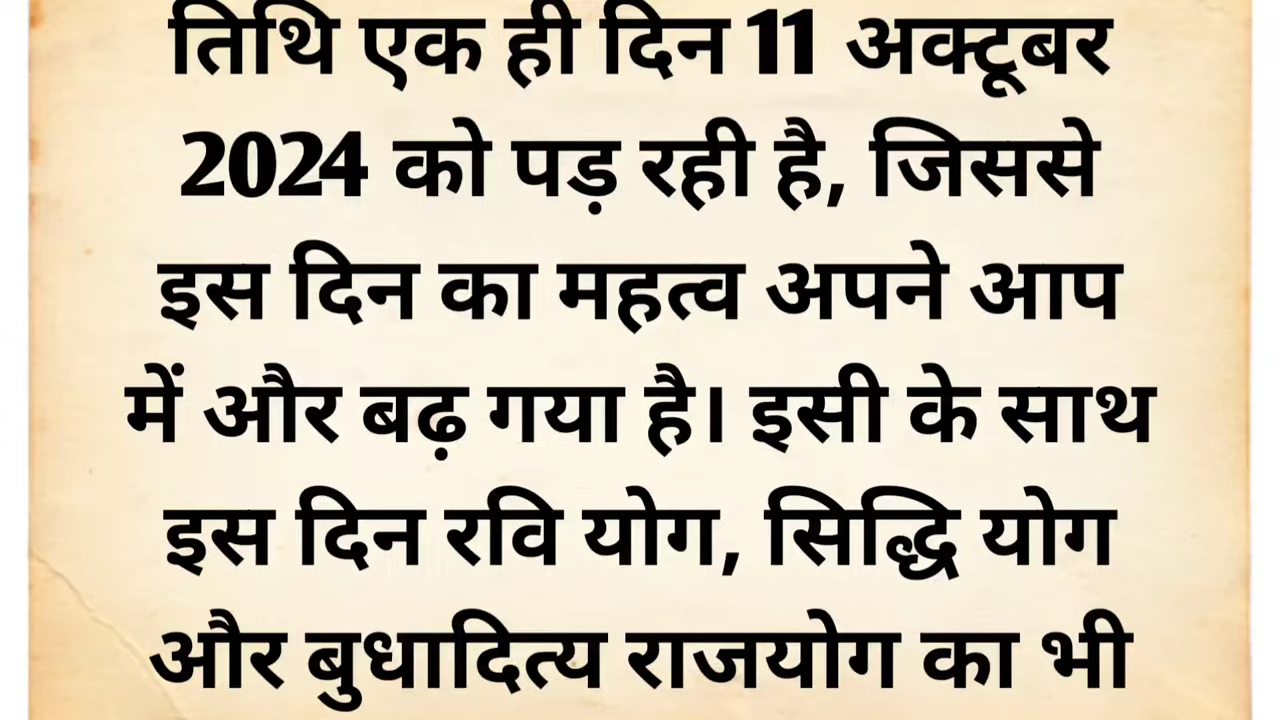 तिथि एक ही दिन 11 अक्टूबर
2024 को पड़ रही है, जिससे
इस दिन का महत्व अपने आप
में और बढ़ गया है। इसी के साथ
इस दिन रवि योग, सिद्धि योग
और बुधादित्य राजयोग का भी